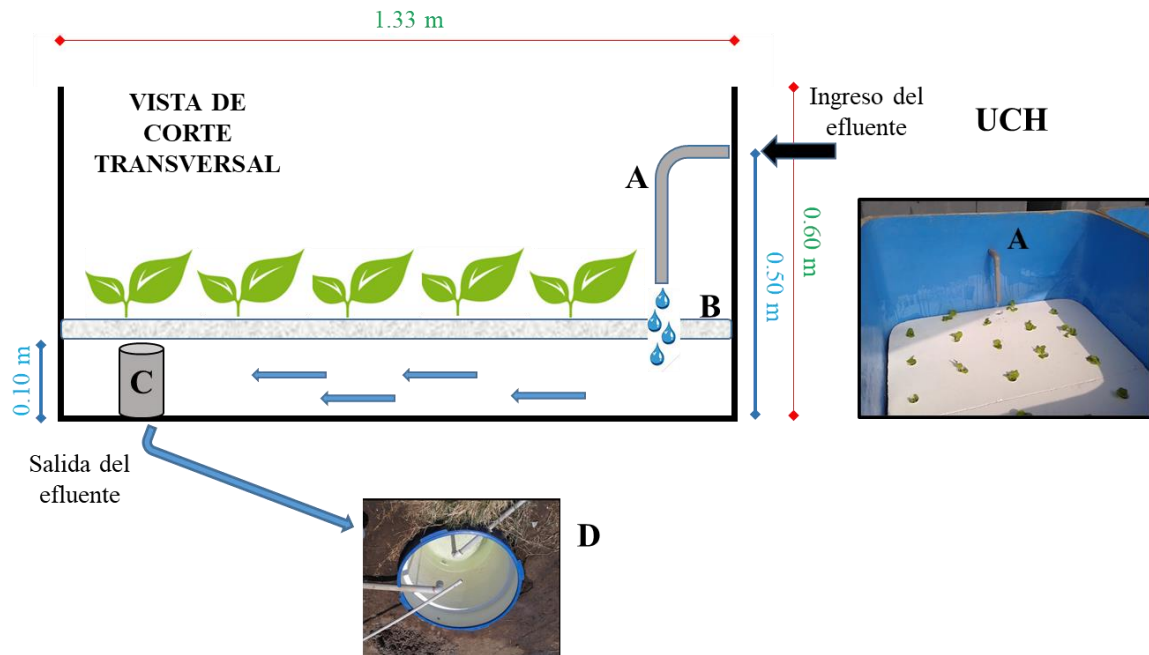 1.33 m
VISTA DE
CORTE
TRANSVERSAL
Ingreso del
efluente
UCH
A
A
0.60 m
0.50 m
B
0.10 m
C
Salida del
efluente
D